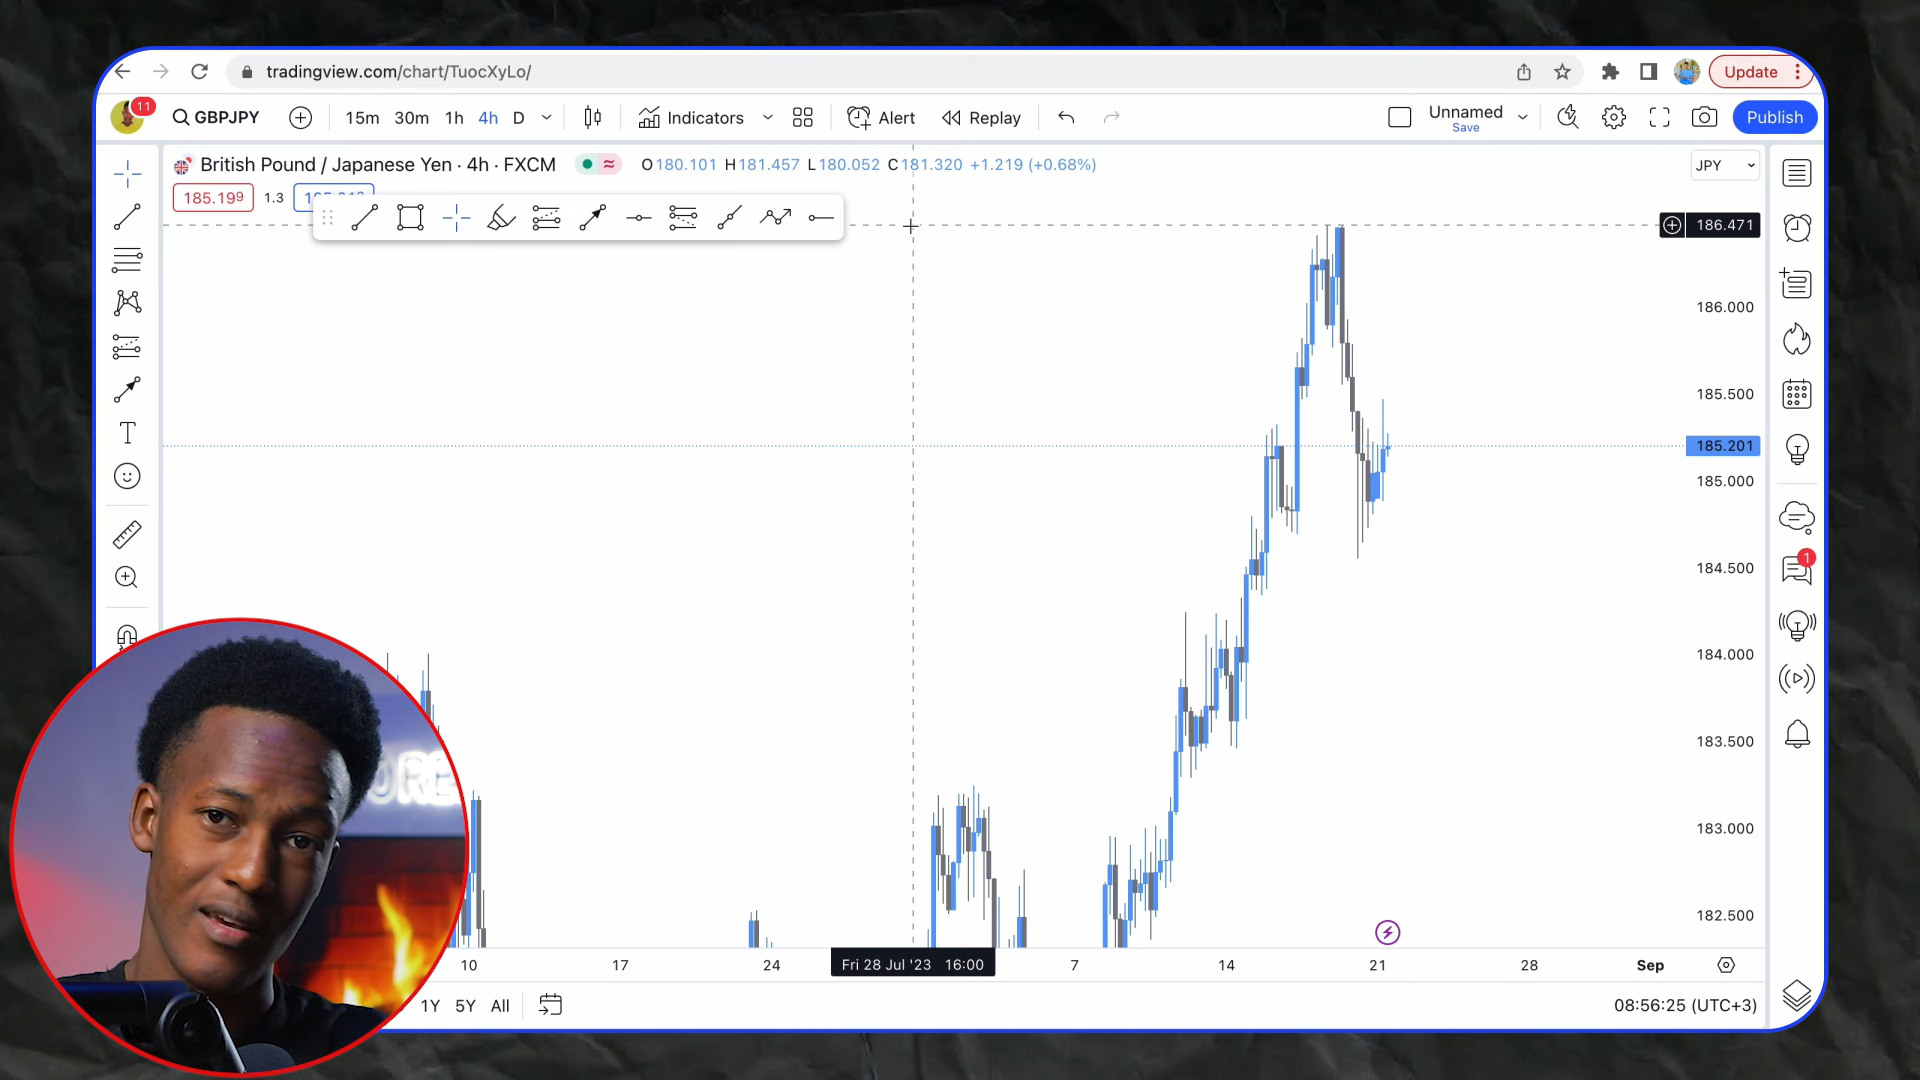 tradingview.com/chart/TuocXyLo/
Update
11
GBPJPY
15m 30m 1h 4h D
Indicators
Alert
Replay
Unnamed
Save
Publish
British Pound / Japanese Yen · 4h · FXCM
O180.101 H181.457 L180.052 C181.320 +1.219 (+0.68%)
JPY
185.199
1.3
186.471
186.000
185.500
185.201
185.000
184.500
184.000
183.500
183.000
182.500
T
1
10 17 24 Fri 28 Jul '23 16:00 7 14 21 28 Sep
1Y 5Y All
08:56:25 (UTC+3)